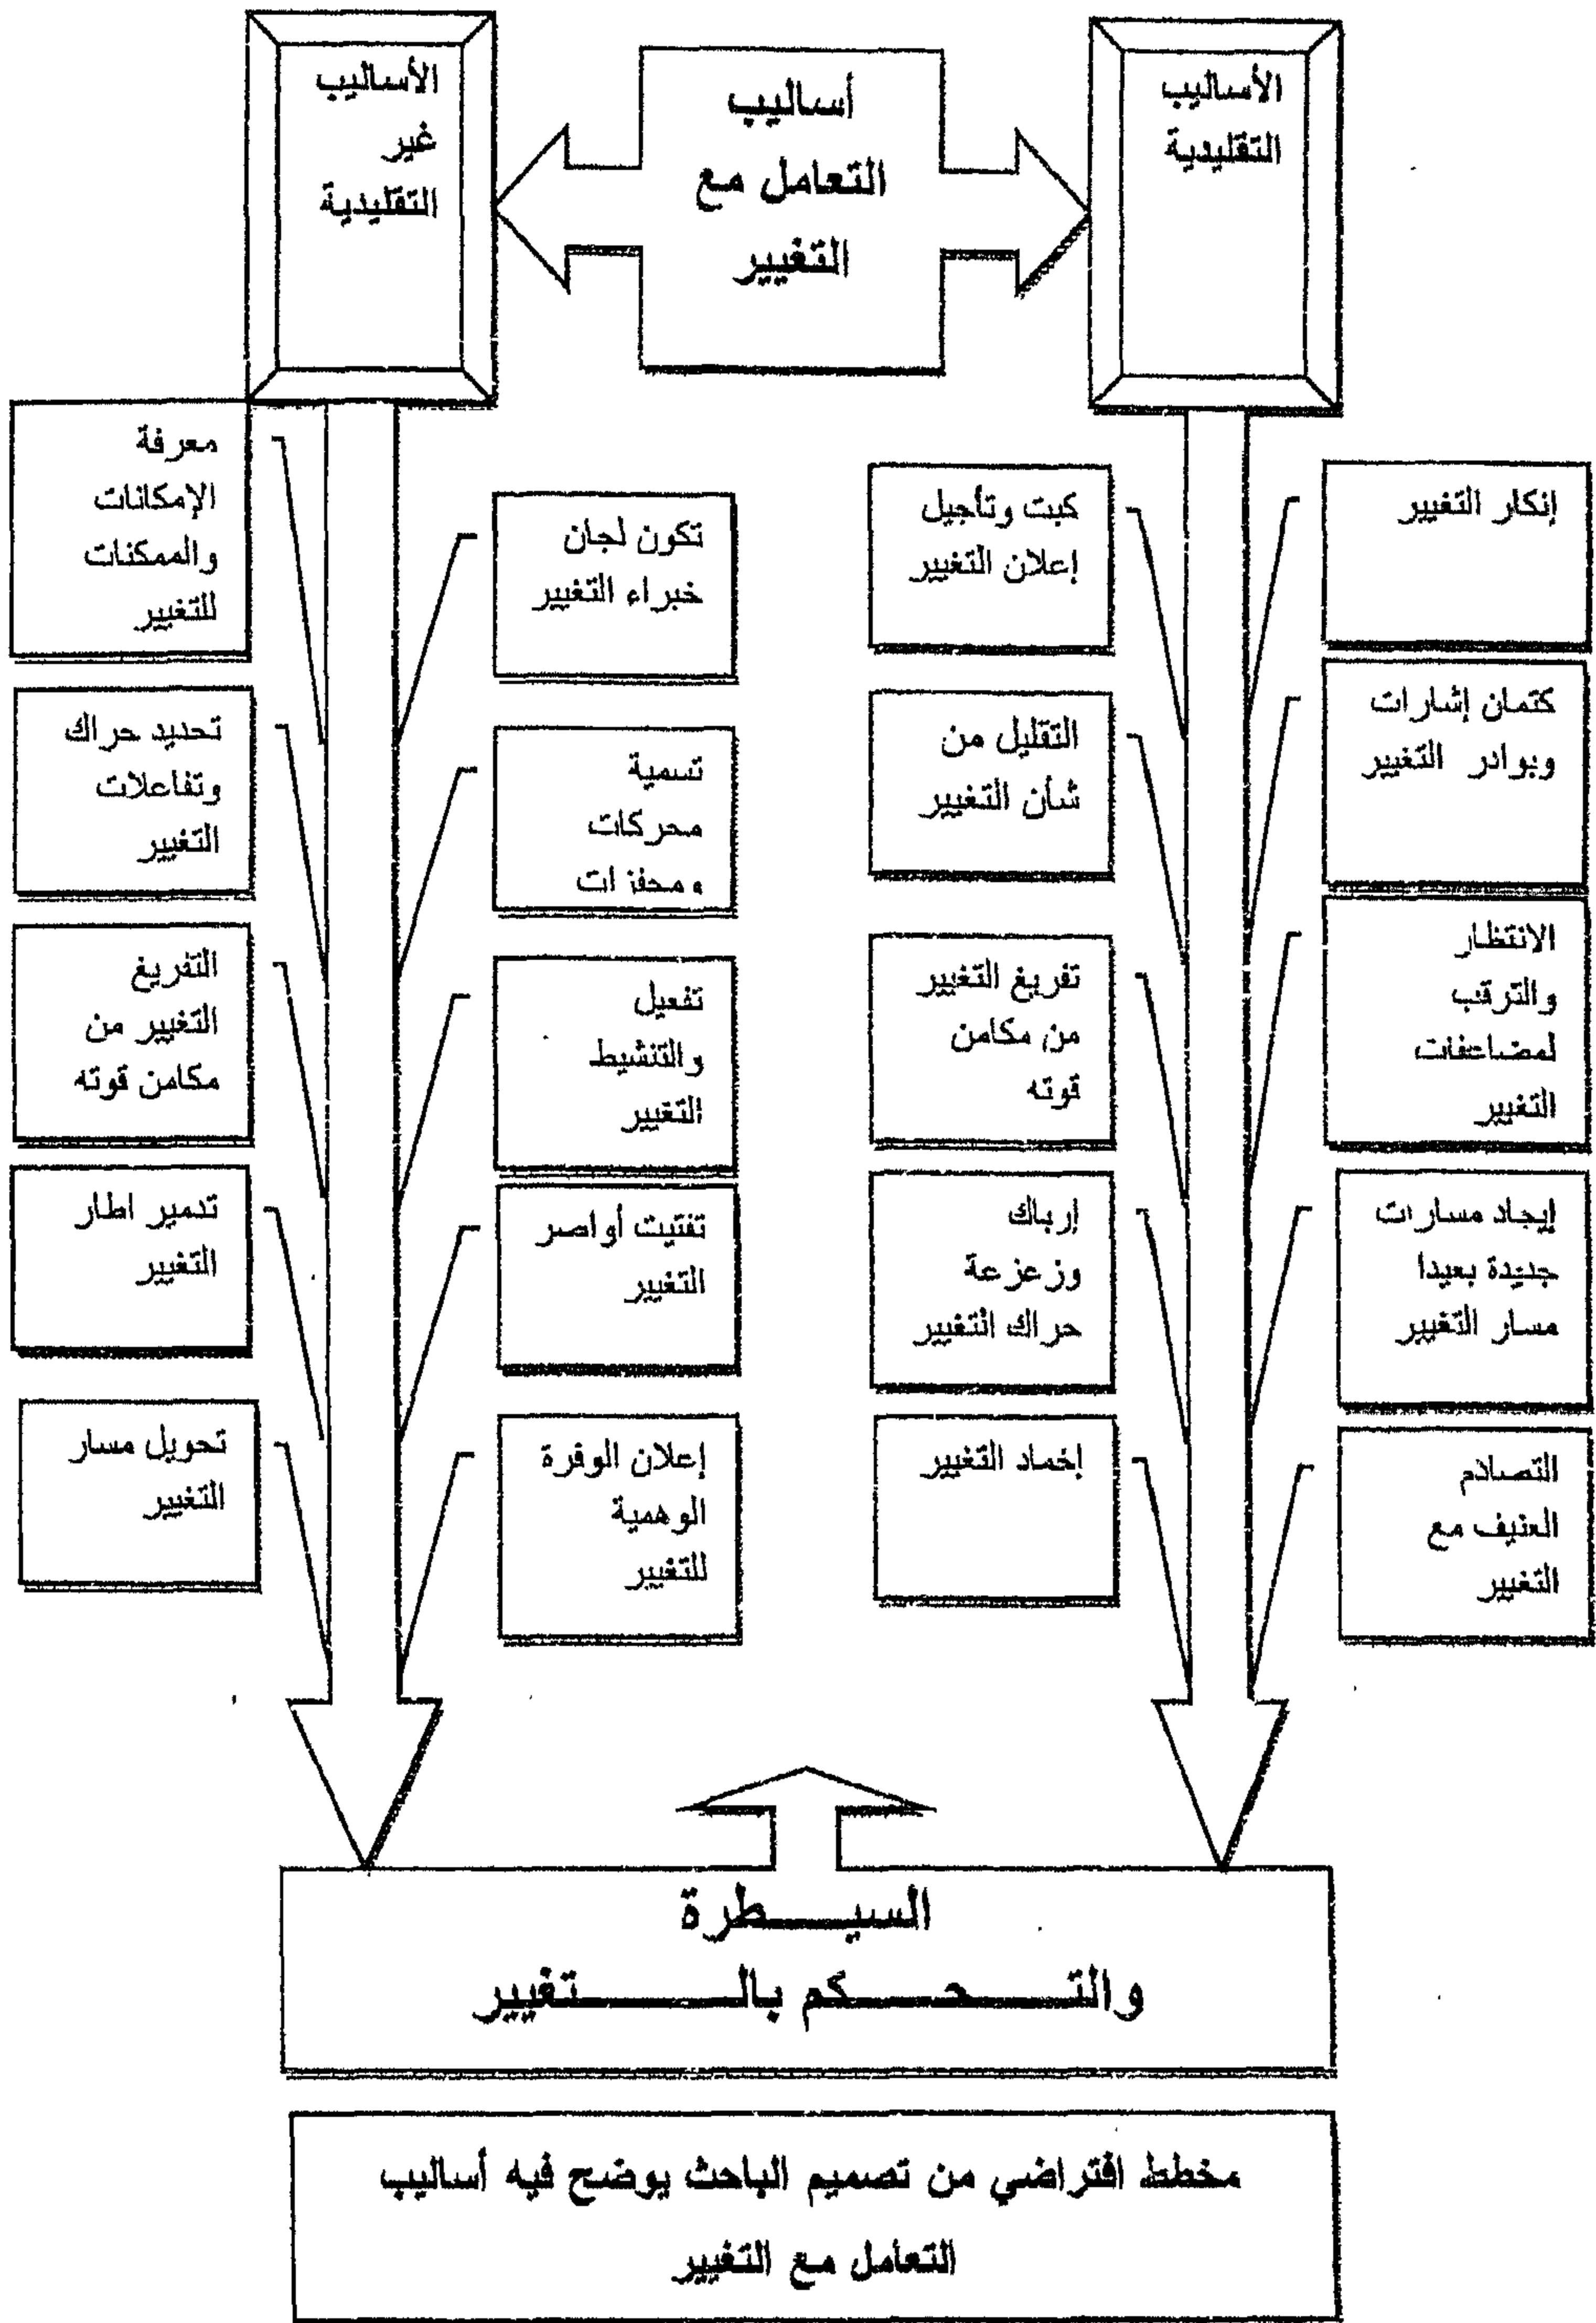 أساليب
التعامل مع
التغيير
الأساليب
التقليدية
إنكار التغيير
كتمان إشارات
وبوادر التغيير
الانتظار
والترقب
لمضاعفات
التغيير
إيجاد مسارات
جديدة بعيدا
مسار التغيير
التصادم
العنيف مع
التغيير
كبت وتأجيل
إعلان التغيير
التقليل من
شأن التغيير
تفريغ التغيير
من مكامن
قوته
إرباك
وزعزعة
حراك التغيير
إخماد التغيير
الأساليب
غير
التقليدية
تكون لجان
خبراء التغيير
تسمية
محركات
ومحفزات
تفعيل
والتنشيط
التغيير
تفتيت أواصر
التغيير
إعلان الوفرة
الوهمية
للتغيير
معرفة
الإمكانات
والممكنات
للتغيير
تحديد حراك
وتفاعلات
التغيير
التفريغ
التغيير من
مكامن قوته
تدمير اطار
التغيير
تحويل مسار
التغيير
السيـــطرة
والتـــحـــكم بالـــــتغيير
مخطط افتراضي من تصميم الباحث يوضح فيه أساليب
التعامل مع التغيير